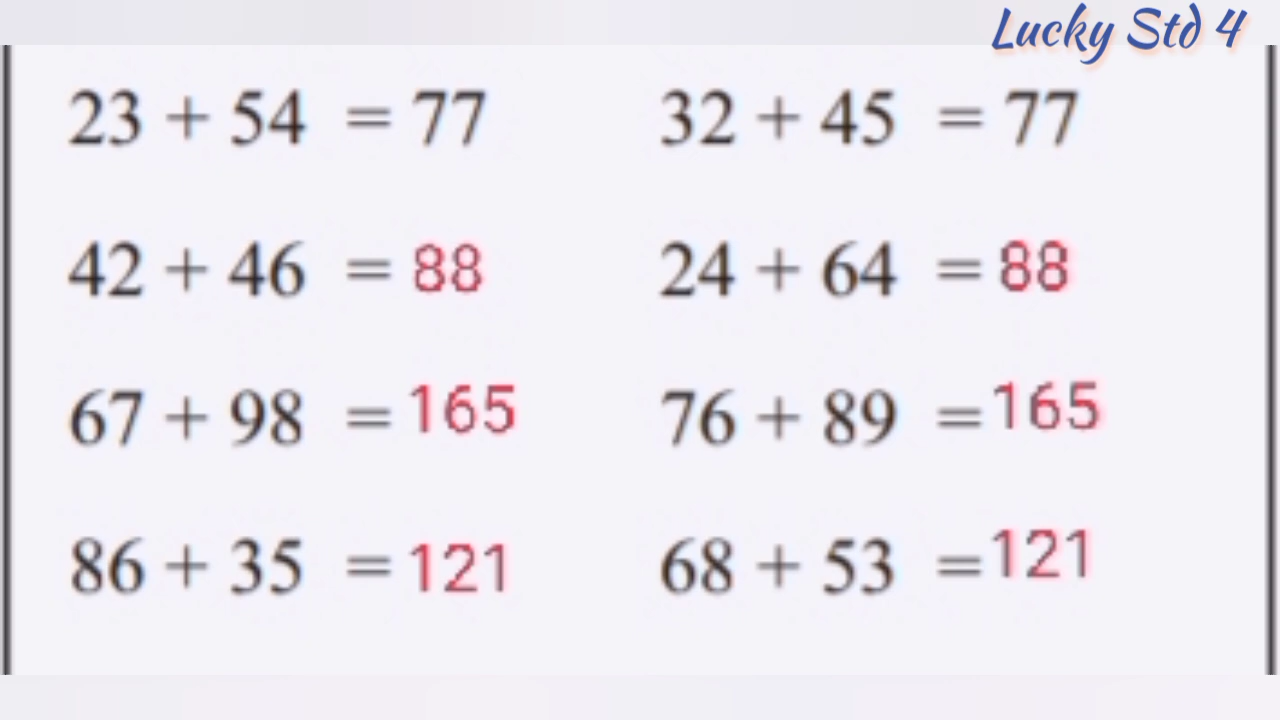 Lucky Std 4
23 + 54 = 77 32 + 45 = 77
42 + 46 = 88 24 + 64 = 88
67 + 98 = 165 76 + 89 = 165
86 + 35 = 121 68 + 53 = 121